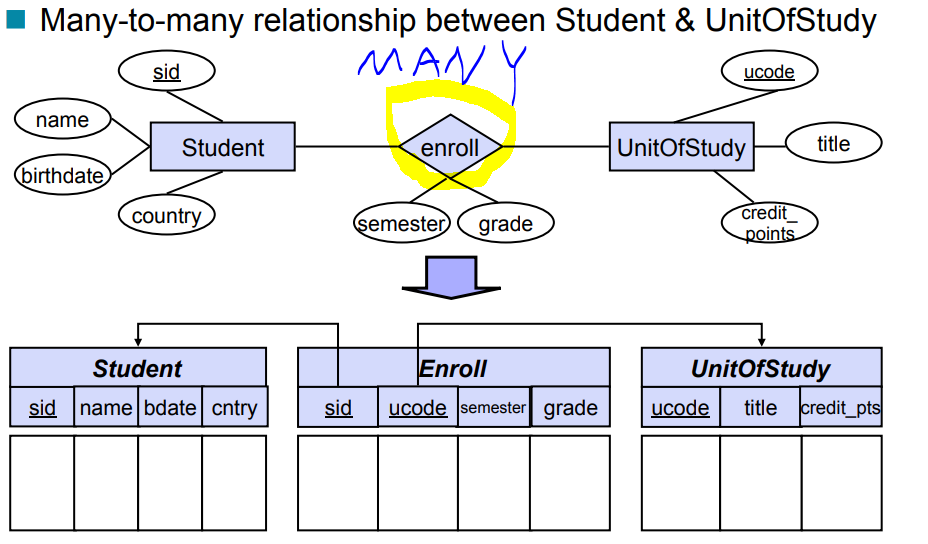 Many-to-many relationship between Student & UnitOfStudy
MANY
sid
ucode
name
Student
enroll
UnitOfStudy
title
birthdate
country
semester
grade
credit_
points
Student
Enroll
UnitOfStudy
sid name bdate cntry
sid ucode semester grade
ucode title credit_pts